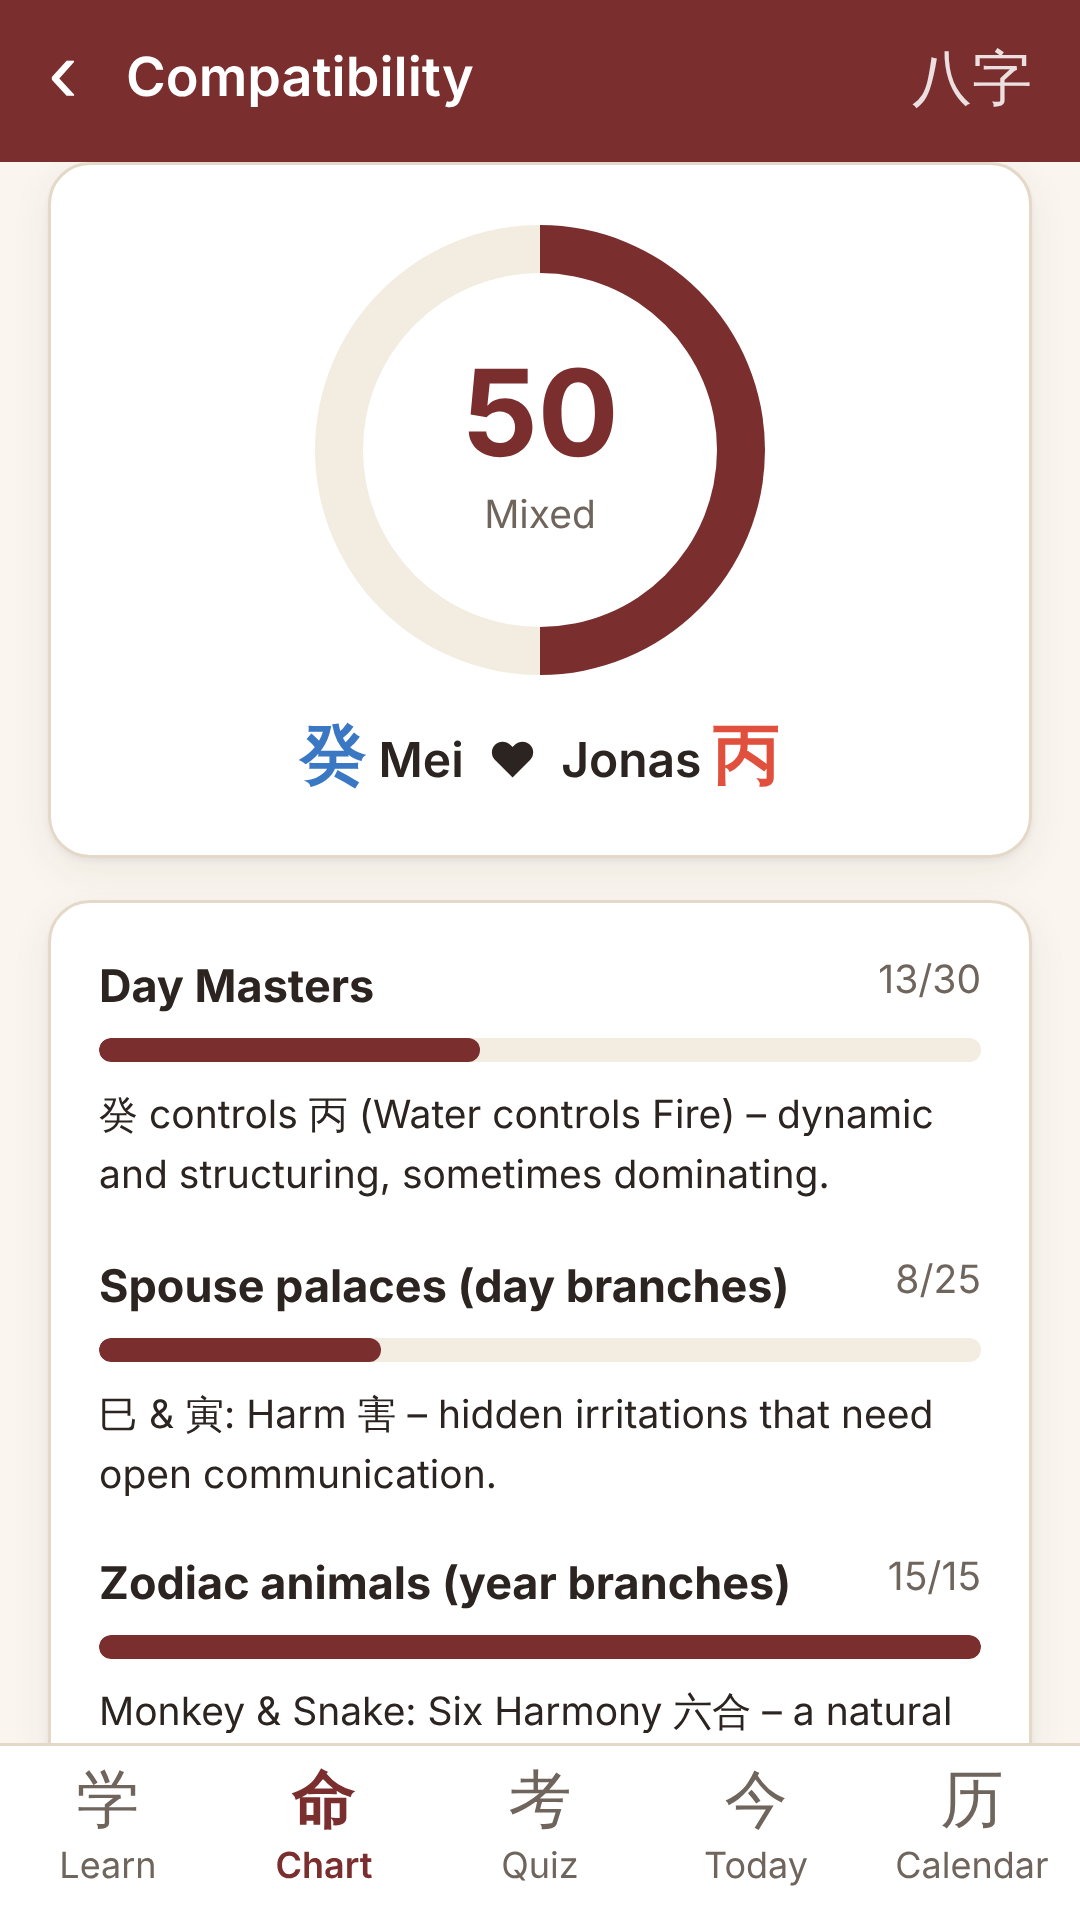 Compatibility
八字
50
Mixed
癸 Mei ♥ Jonas 丙
Day Masters
13/30
癸 controls 丙 (Water controls Fire) – dynamic
and structuring, sometimes dominating.
Spouse palaces (day branches)
8/25
巳 & 寅: Harm 害 – hidden irritations that need
open communication.
Zodiac animals (year branches)
15/15
Monkey & Snake: Six Harmony 六合 – a natural
学
Learn
命
Chart
考
Quiz
今
Today
历
Calendar